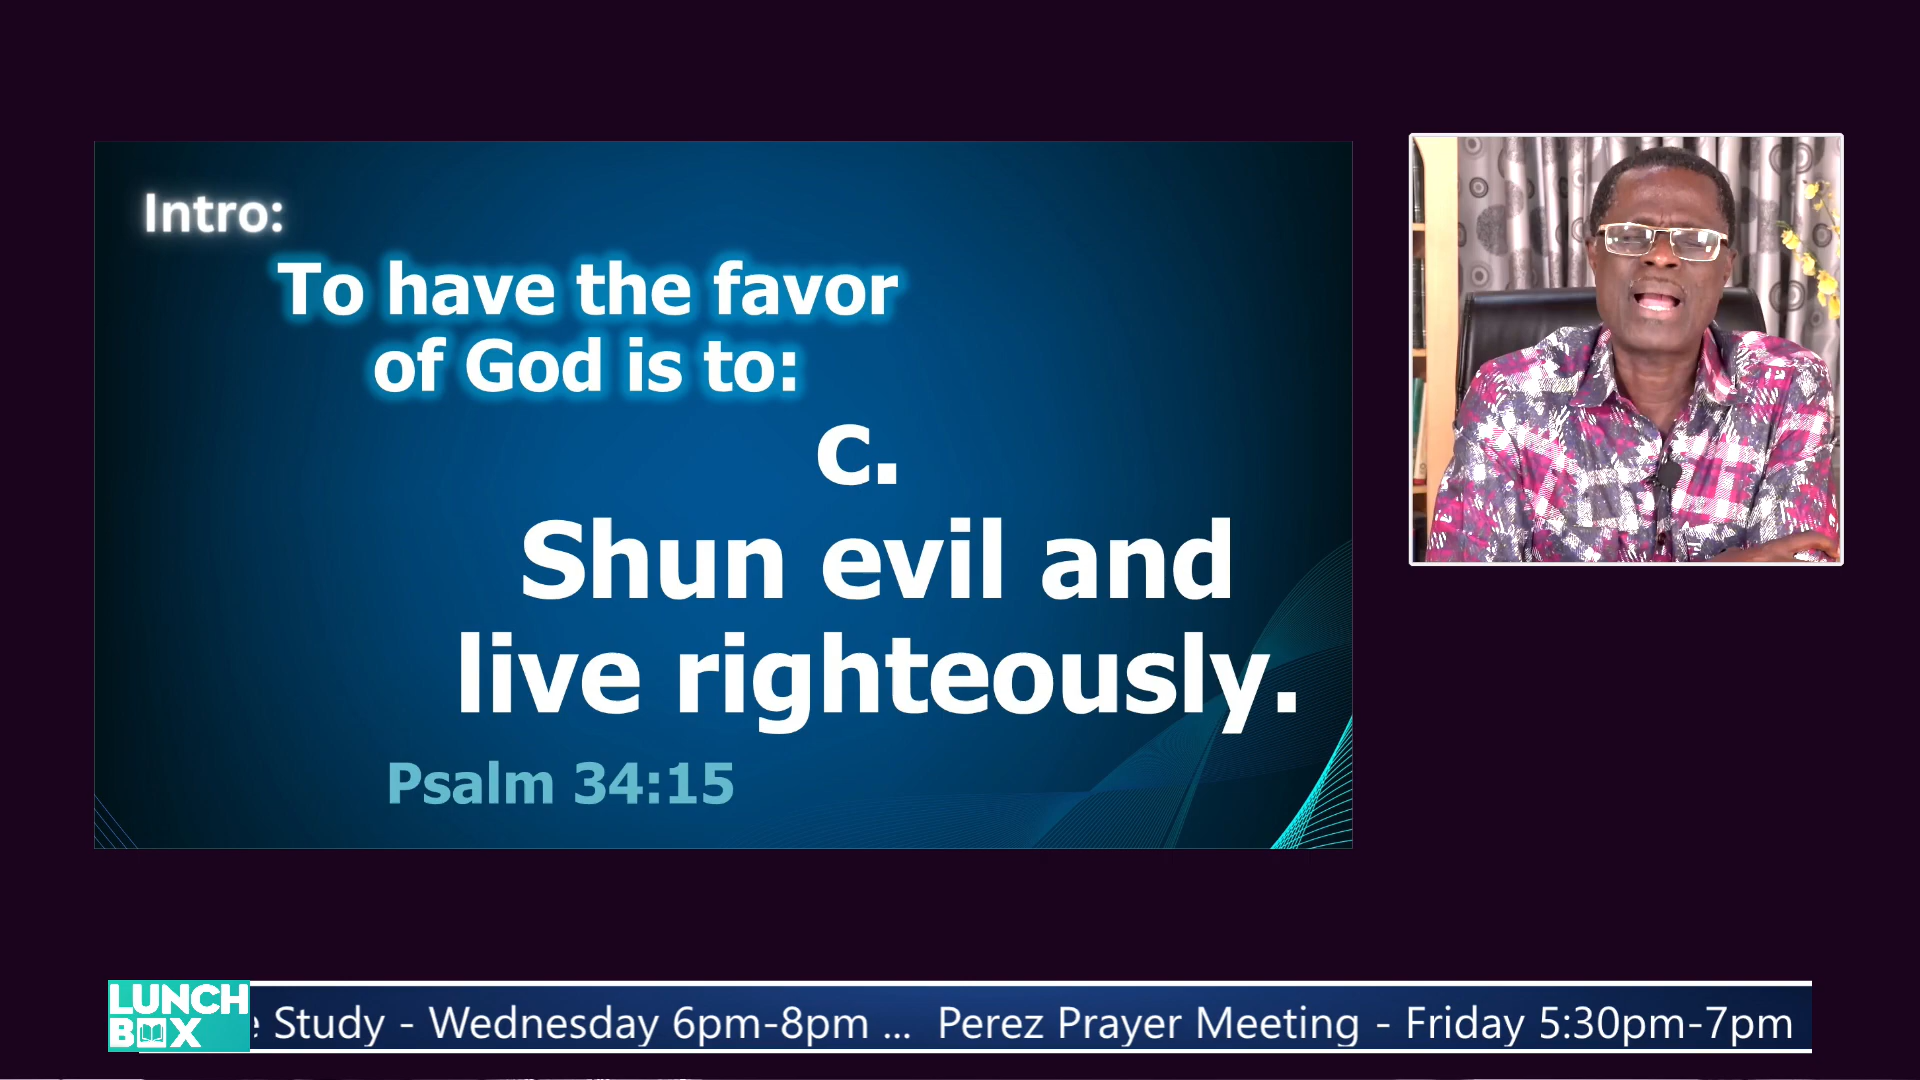 Intro:
To have the favor
of God is to:
c.
Shun evil and
live righteously.
Psalm 34:15
LUNCH
BOX
e Study - Wednesday 6pm-8pm ... Perez Prayer Meeting - Friday 5:30pm-7pm